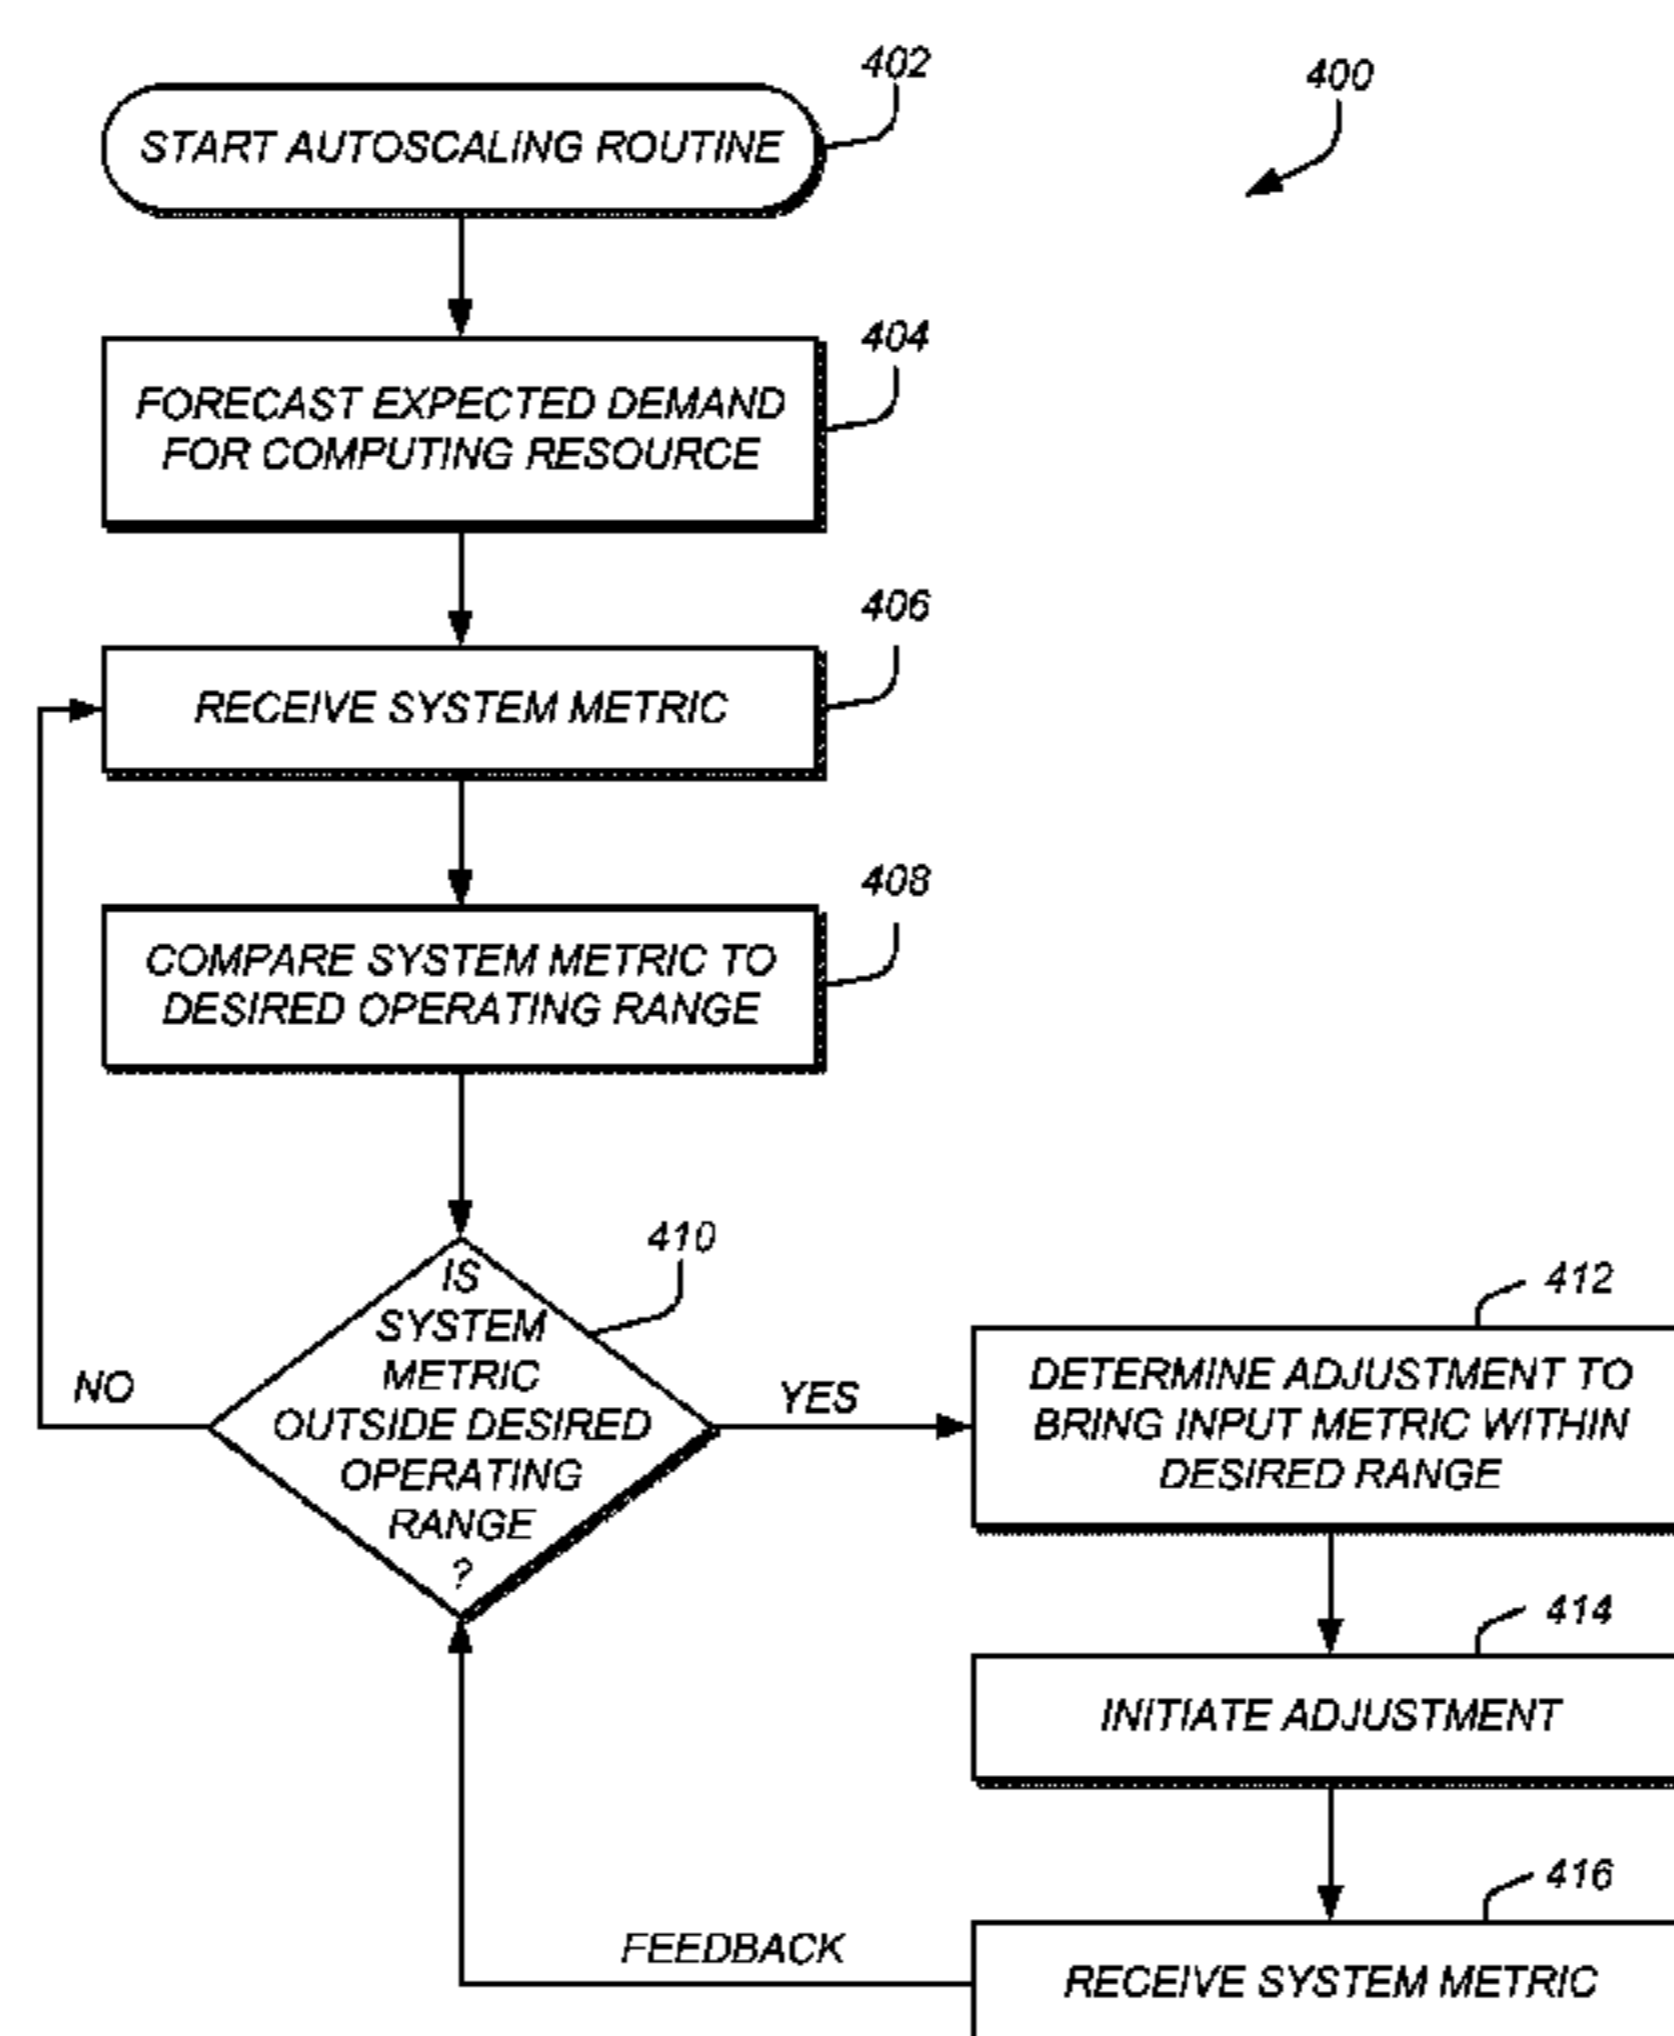 402
400
START AUTOSCALING ROUTINE
404
FORECAST EXPECTED DEMAND
FOR COMPUTING RESOURCE
406
RECEIVE SYSTEM METRIC
408
COMPARE SYSTEM METRIC TO
DESIRED OPERATING RANGE
410
IS
SYSTEM
METRIC
OUTSIDE DESIRED
OPERATING
RANGE
?
NO
YES
412
DETERMINE ADJUSTMENT TO
BRING INPUT METRIC WITHIN
DESIRED RANGE
414
INITIATE ADJUSTMENT
416
FEEDBACK
RECEIVE SYSTEM METRIC